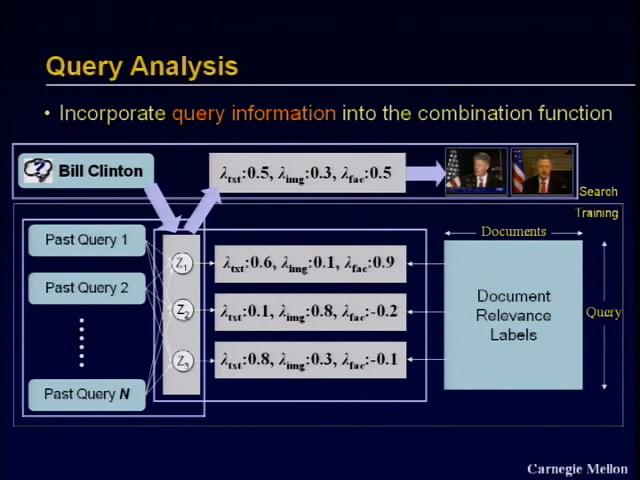 Query Analysis
• Incorporate query information into the combination function
Bill Clinton
λtxt:0.5, λimg:0.3, λfac:0.5
Search
Training
Past Query 1
Past Query 2
Past Query N
Z1
Z2
Z3
λtxt:0.6, λimg:0.1, λfac:0.9
λtxt:0.1, λimg:0.8, λfac:-0.2
λtxt:0.8, λimg:0.3, λfac:-0.1
Documents
Document
Relevance
Labels
Query
Carnegie Mellon